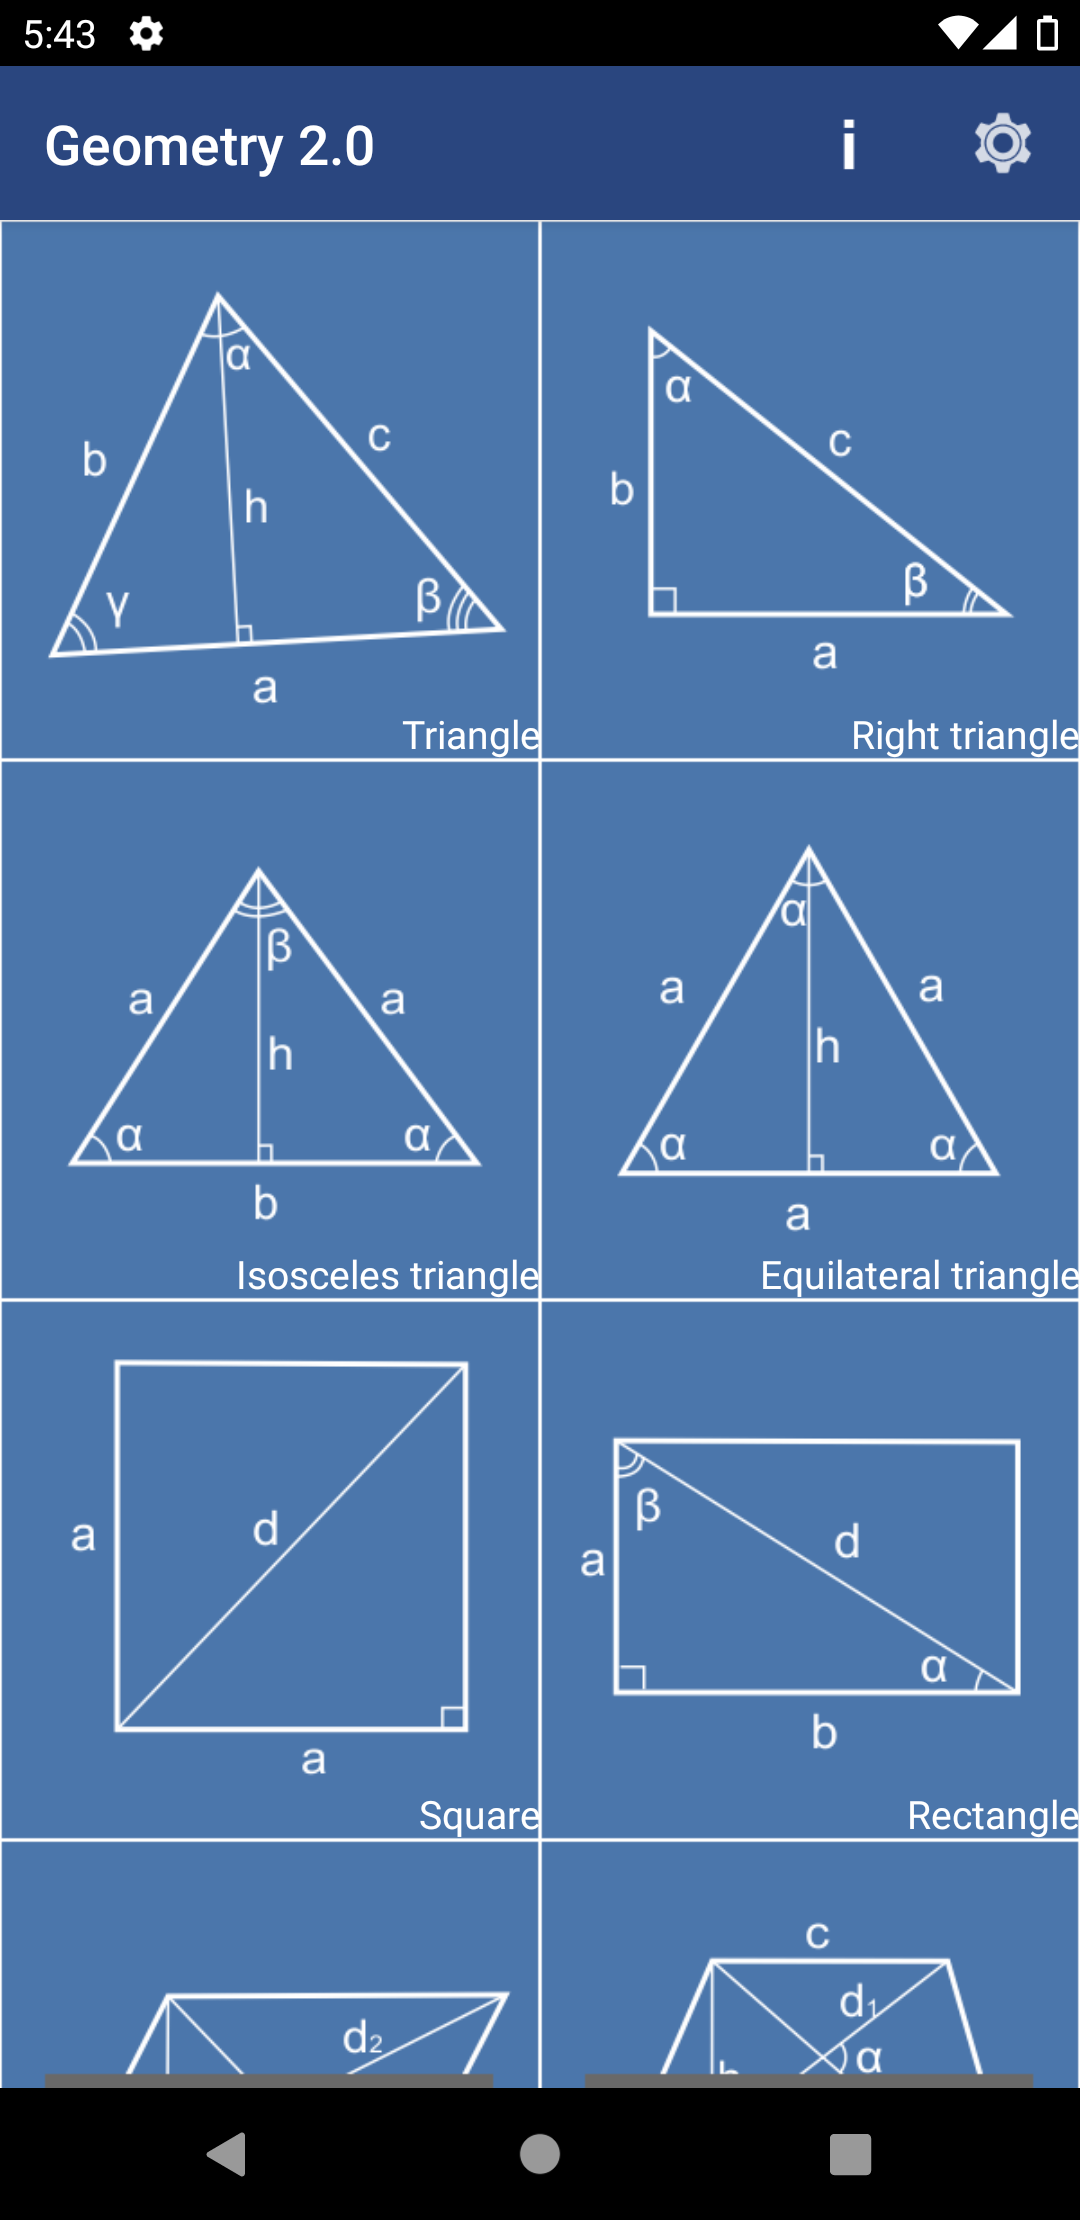 5:43
Geometry 2.0 i
α
b c
h
γ β
a
Triangle
α
c
b
β
a
Right triangle
β
a a
h
α α
b
Isosceles triangle
α
a a
h
α α
a
Equilateral triangle
a d
a
Square
β
a d
α
b
Rectangle
d2
c
d1
α
h